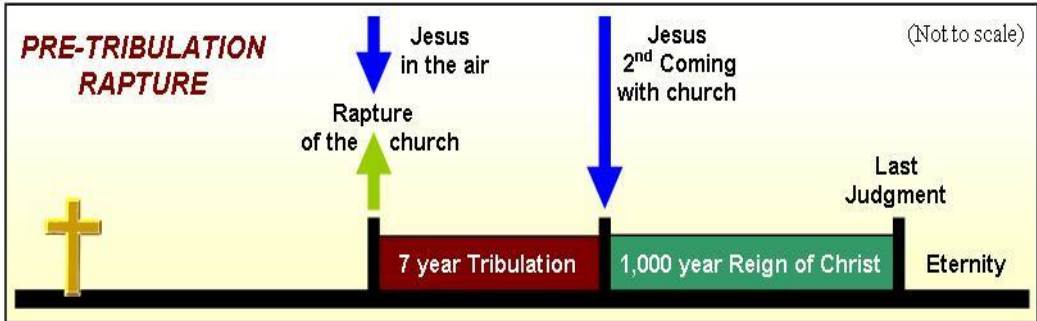 PRE-TRIBULATION
RAPTURE
Jesus
in the air
Rapture
of the church
Jesus
2nd Coming
with church
(Not to scale)
Last
Judgment
7 year Tribulation
1,000 year Reign of Christ
Eternity